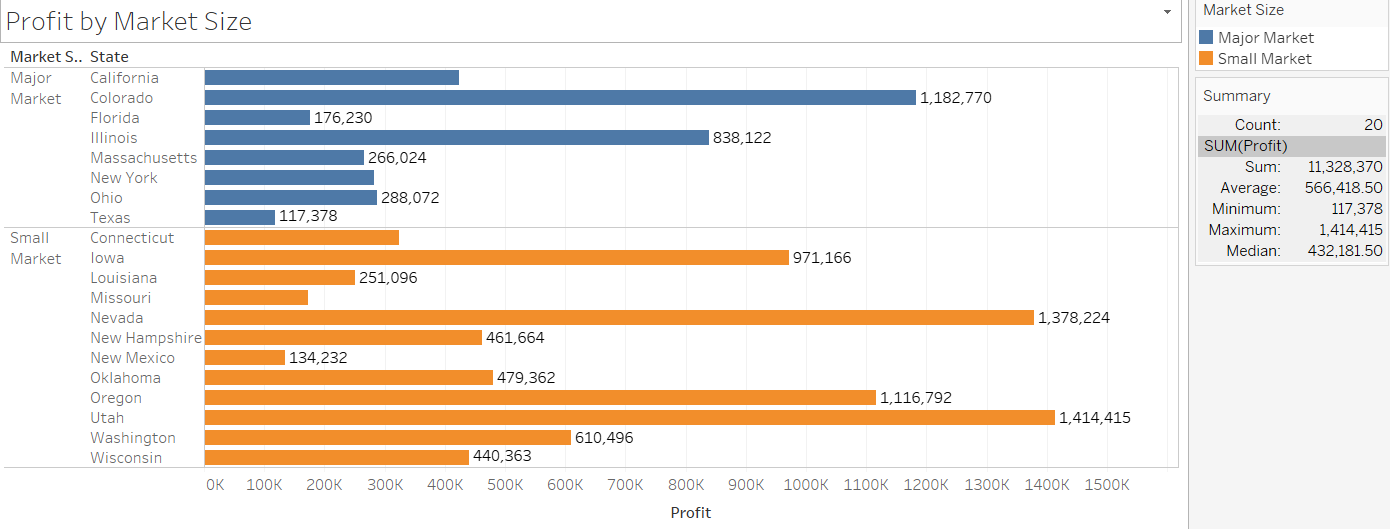 Profit by Market Size
Market S.. State
Major Market
California
Colorado 1,182,770
Florida 176,230
Illinois 838,122
Massachusetts 266,024
New York
Ohio 288,072
Texas 117,378
Small Market
Connecticut
Iowa 971,166
Louisiana 251,096
Missouri
Nevada 1,378,224
New Hampshire 461,664
New Mexico 134,232
Oklahoma 479,362
Oregon 1,116,792
Utah 1,414,415
Washington 610,496
Wisconsin 440,363
0K 100K 200K 300K 400K 500K 600K 700K 800K 900K 1000K 1100K 1200K 1300K 1400K 1500K
Profit
Market Size
Major Market
Small Market
Summary
Count: 20
SUM(Profit)
Sum: 11,328,370
Average: 566,418.50
Minimum: 117,378
Maximum: 1,414,415
Median: 432,181.50